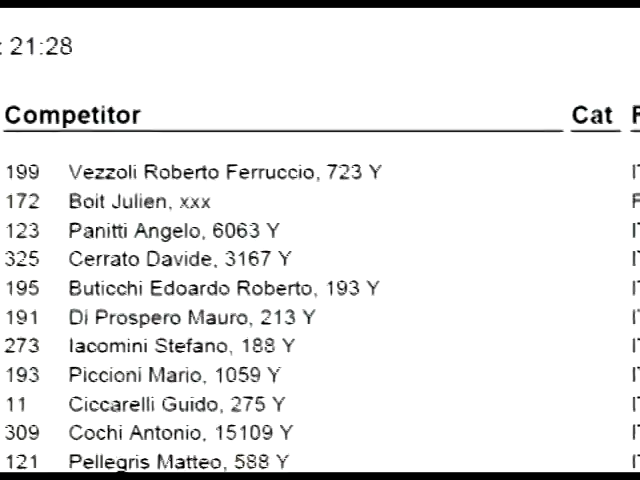 : 21:28
Competitor Cat
199 Vezzoli Roberto Ferruccio, 723 Y
172 Boit Julien, xxx
123 Panitti Angelo, 6063 Y
325 Cerrato Davide, 3167 Y
195 Buticchi Edoardo Roberto, 193 Y
191 Di Prospero Mauro, 213 Y
273 Iacomini Stefano, 188 Y
193 Piccioni Mario, 1059 Y
11 Ciccarelli Guido, 275 Y
309 Cochi Antonio, 15109 Y
121 Pellegris Matteo, 588 Y